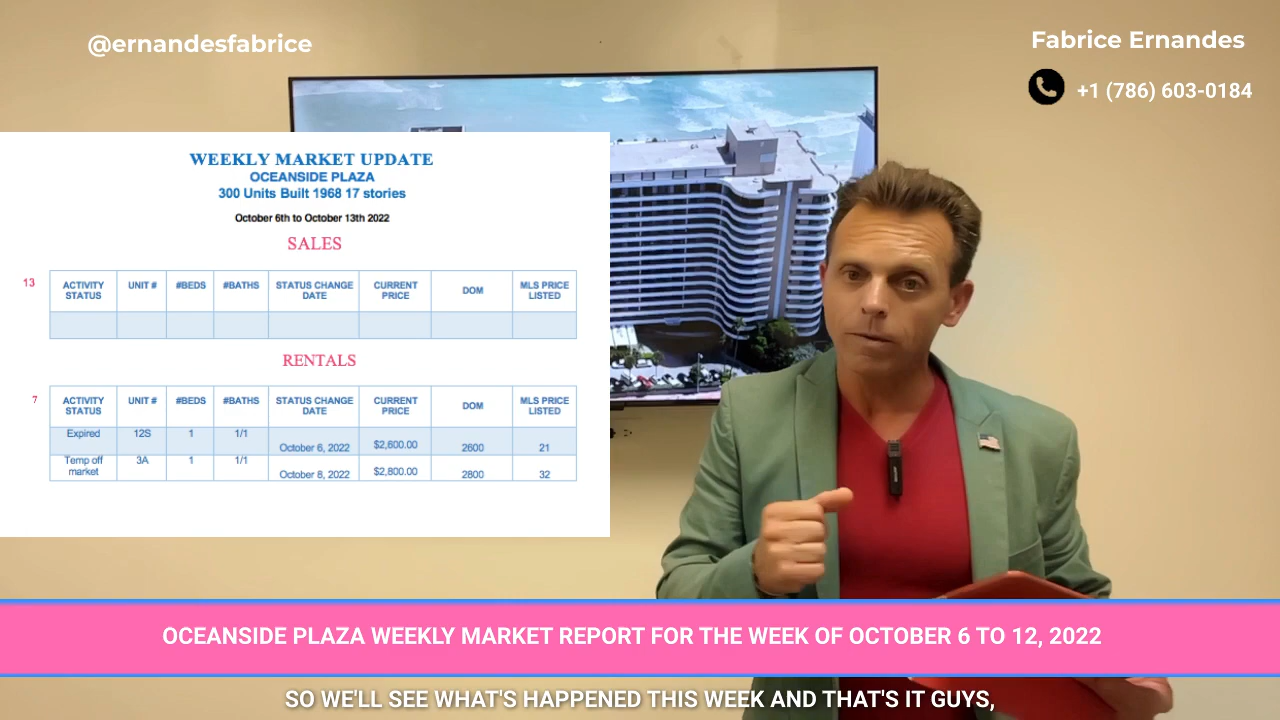 @ernandesfabrice
Fabrice Ernandes
+1 (786) 603-0184
WEEKLY MARKET UPDATE
OCEANSIDE PLAZA
300 Units Built 1968 17 stories
October 6th to October 13th 2022
SALES
13
ACTIVITY STATUS UNIT # #BEDS #BATHS STATUS CHANGE DATE CURRENT PRICE DOM MLS PRICE LISTED
RENTALS
7
ACTIVITY STATUS UNIT # #BEDS #BATHS STATUS CHANGE DATE CURRENT PRICE DOM MLS PRICE LISTED
Expired 12S 1 1/1 October 6, 2022 $2,600.00 2600 21
Temp off market 3A 1 1/1 October 8, 2022 $2,800.00 2800 32
OCEANSIDE PLAZA WEEKLY MARKET REPORT FOR THE WEEK OF OCTOBER 6 TO 12, 2022
SO WE'LL SEE WHAT'S HAPPENED THIS WEEK AND THAT'S IT GUYS,